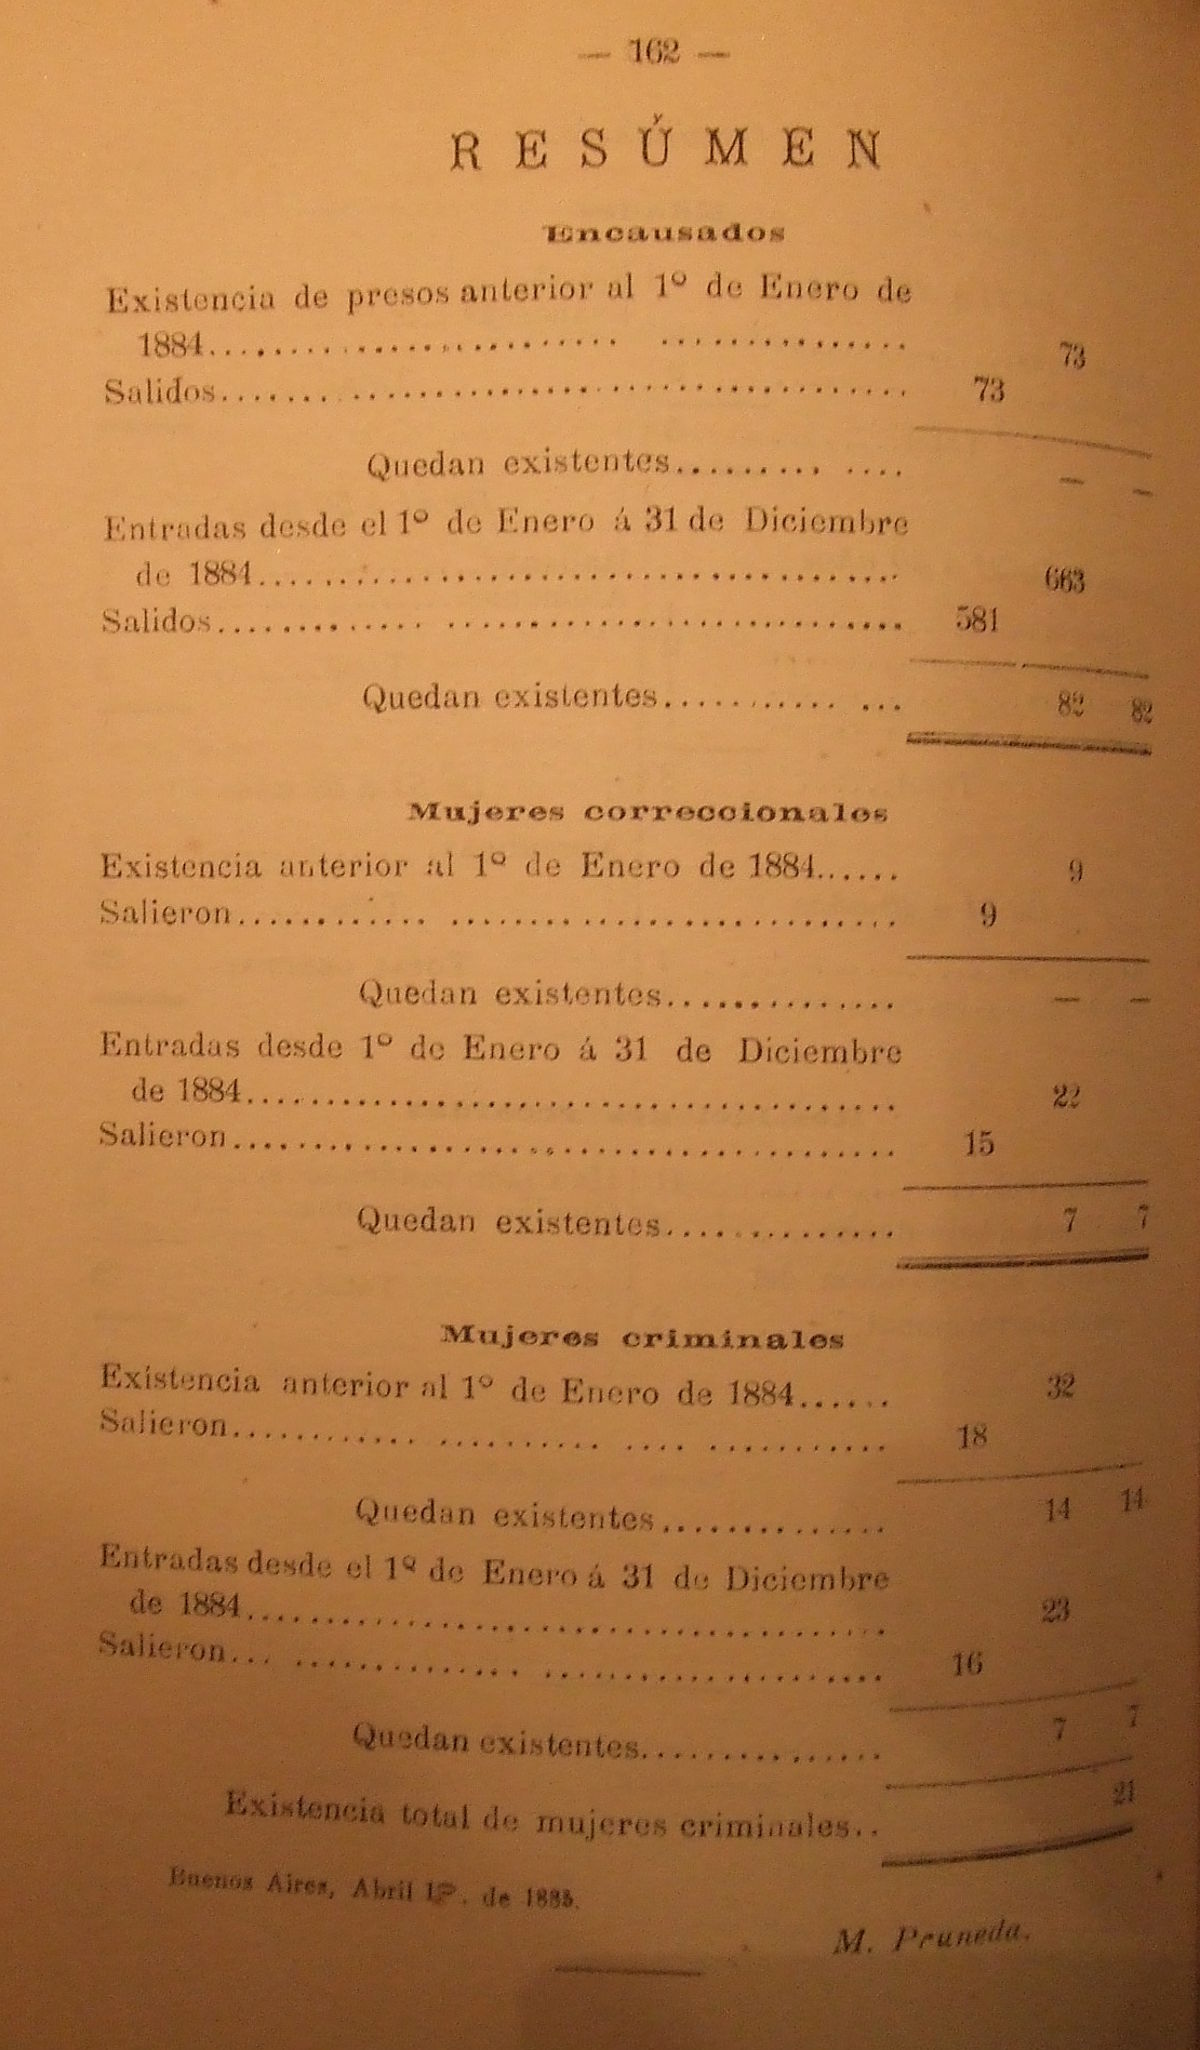 — 162 —
RESÚMEN
Encausados
Existencia de presos anterior al 1º de Enero de
1884.......................................... 73
Salidos.......................................... 73
Quedan existentes............. — —
Entradas desde el 1º de Enero á 31 de Diciembre
de 1884........................................ 663
Salidos.......................................... 581
Quedan existentes.............. 82 82
Mujeres correccionales
Existencia anterior al 1º de Enero de 1884...... 9
Salieron........................................ 9
Quedan existentes.............. — —
Entradas desde 1º de Enero á 31 de Diciembre
de 1884........................................ 22
Salieron........................................ 15
Quedan existentes.............. 7 7
Mujeres criminales
Existencia anterior al 1º de Enero de 1884...... 32
Salieron........................................ 18
Quedan existentes.............. 14 14
Entradas desde el 1º de Enero á 31 de Diciembre
de 1884........................................ 23
Salieron........................................ 16
Quedan existentes............... 7 7
Existencia total de mujeres criminales.. 21
Buenos Aires, Abril 1º. de 1885.
M. Pruneda.